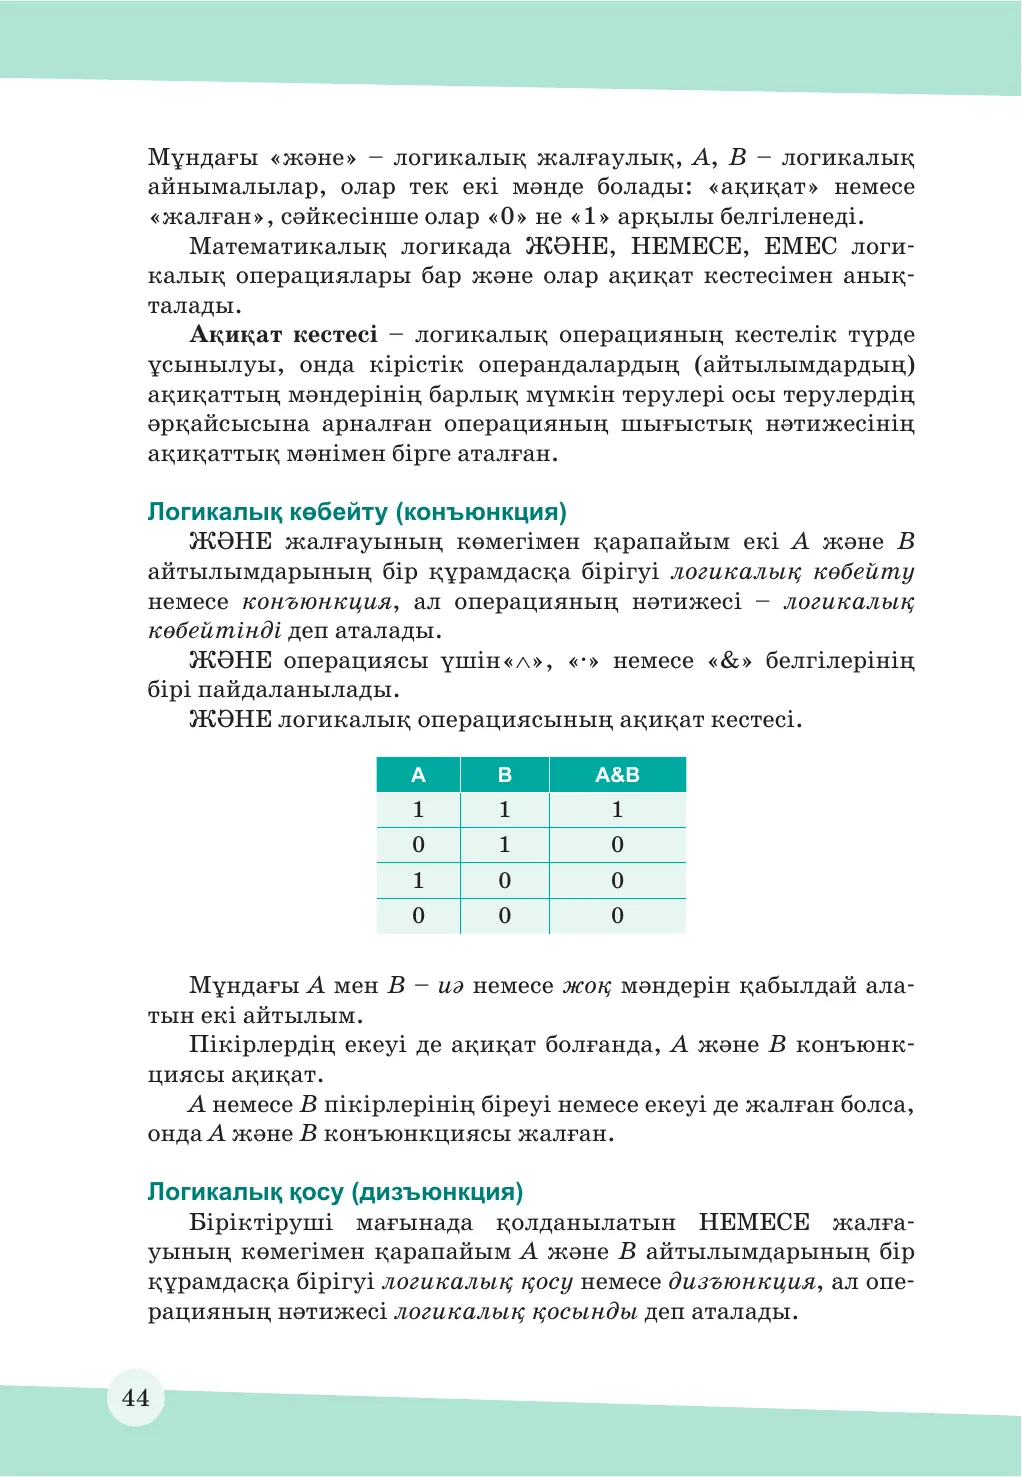 Мұндағы «және» – логикалық жалғаулық, A, B – логикалық
айнымалылар, олар тек екі мәнде болады: «ақиқат» немесе
«жалған», сәйкесінше олар «0» не «1» арқылы белгіленеді.
Математикалық логикада ЖӘНЕ, НЕМЕСЕ, ЕМЕС логи-
калық операциялары бар және олар ақиқат кестесімен анық-
талады.
Ақиқат кестесі – логикалық операцияның кестелік түрде
ұсынылуы, онда кірістік операндалардың (айтылымдардың)
ақиқаттың мәндерінің барлық мүмкін терулері осы терулердің
әрқайсысына арналған операцияның шығыстық нәтижесінің
ақиқаттық мәнімен бірге аталған.
Логикалық көбейту (конъюнкция)
ЖӘНЕ жалғауының көмегімен қарапайым екі A және B
айтылымдарының бір құрамдасқа бірігуі логикалық көбейту
немесе конъюнкция, ал операцияның нәтижесі – логикалық
көбейтінді деп аталады.
ЖӘНЕ операциясы үшін«∧», «·» немесе «&» белгілерінің
бірі пайдаланылады.
ЖӘНЕ логикалық операциясының ақиқат кестесі.
A B A&B
1 1 1
0 1 0
1 0 0
0 0 0
Мұндағы A мен B – иә немесе жоқ мәндерін қабылдай ала-
тын екі айтылым.
Пікірлердің екеуі де ақиқат болғанда, A және B конъюнк-
циясы ақиқат.
A немесе B пікірлерінің біреуі немесе екеуі де жалған болса,
онда A және B конъюнкциясы жалған.
Логикалық қосу (дизъюнкция)
Біріктіруші мағынада қолданылатын НЕМЕСЕ жалға-
уының көмегімен қарапайым A және B айтылымдарының бір
құрамдасқа бірігуі логикалық қосу немесе дизъюнкция, ал опе-
рацияның нәтижесі логикалық қосынды деп аталады.
44